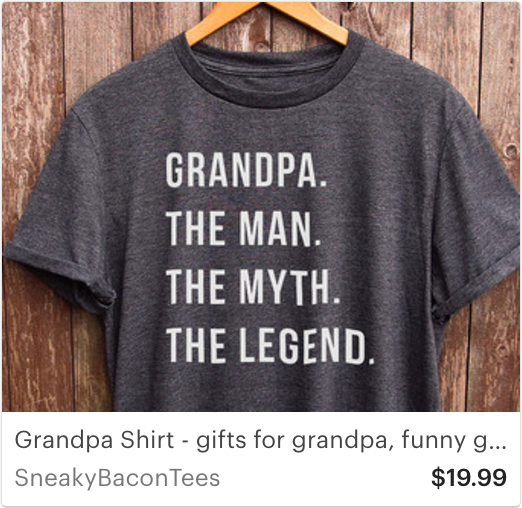 GRANDPA.
THE MAN.
THE MYTH.
THE LEGEND.
Grandpa Shirt - gifts for grandpa, funny g...
SneakyBaconTees
$19.99